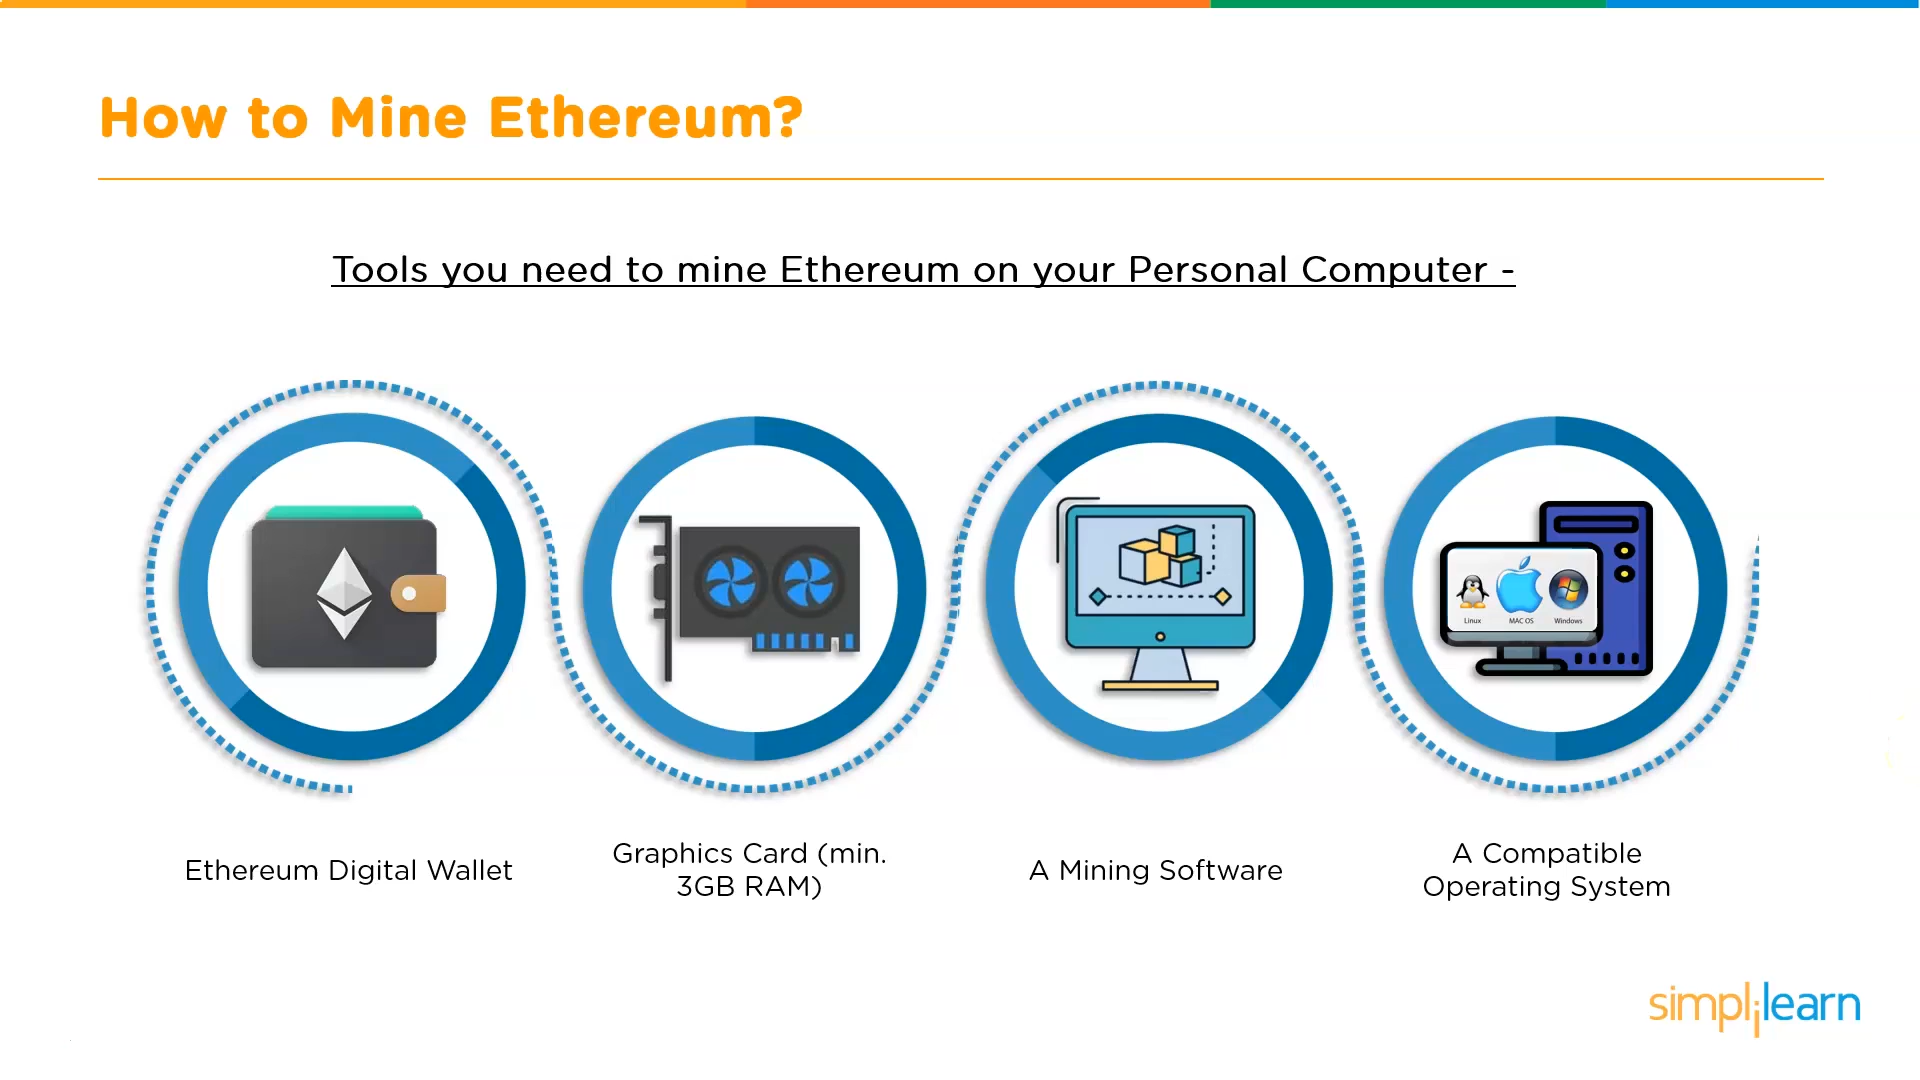 How to Mine Ethereum?
Tools you need to mine Ethereum on your Personal Computer -
Linux
MAC OS
Windows
Ethereum Digital Wallet
Graphics Card (min.
3GB RAM)
A Mining Software
A Compatible
Operating System
simplilearn